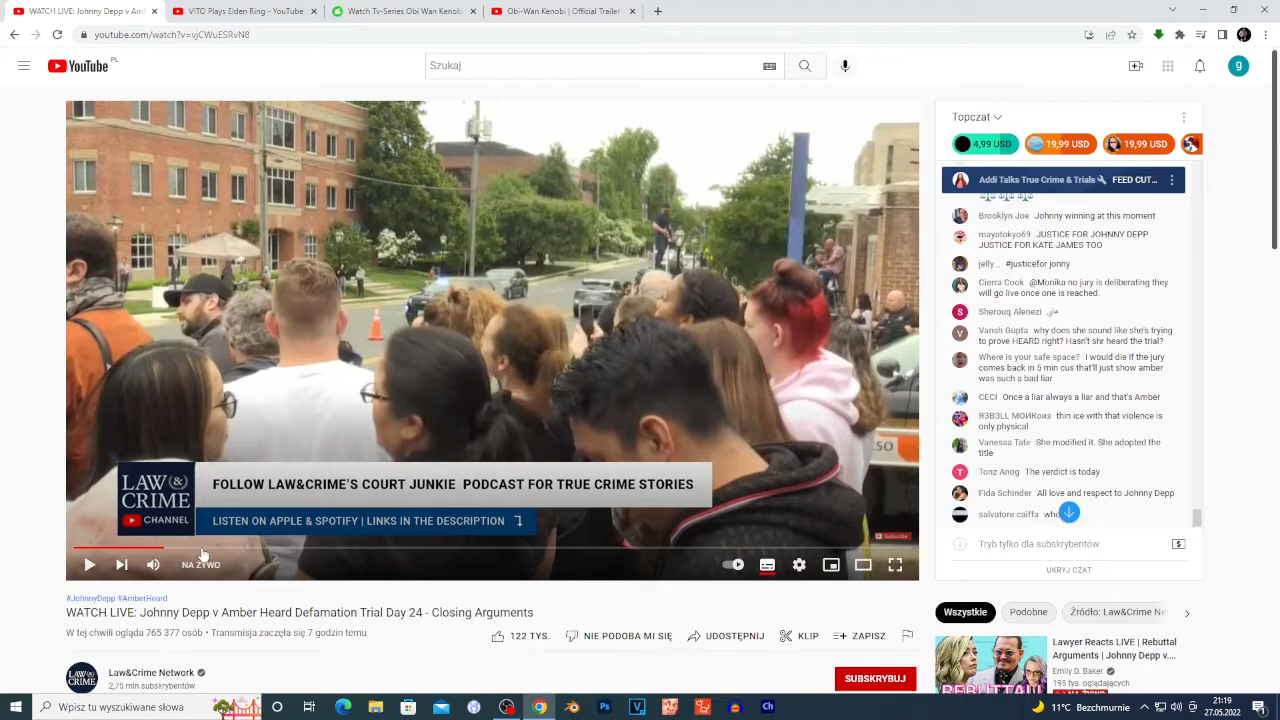 WATCH LIVE: Johnny Depp v Aml
VITO Plays Elden Ring - YouTube
Watch Tv-Series Obi Wan Kenobi
Obi-Wan Kenobi | Official Trailer
youtube.com/watch?v=vjCWuESRvN8
YouTube PL
Szukaj
g
Topczat
4,99 USD
19,99 USD
19,99 USD
Addi Talks True Crime & Trials FEED CUT...
Brooklyn Joe Johnny winning at this moment
mayatokyo69 JUSTICE FOR JOHNNY DEPP
JUSTICE FOR KATE JAMES TOO
jelly _ #justicefor jonny
Cierra Cook @Monika no jury is deliberating they
will go live once one is reached.
S Sherouq Alenezi هاي
V Vansh Gupta why does she sound like she's trying
to prove HEARD right? Hasn't shr heard the trial?
Where is your safe space? I would die if the jury
comes back in 5 min cus that'll just show amber
was such a bad liar
CECI Once a liar always a liar and that's Amber
ЯЗВЗLL МОИКоиз thin ice with that violence is
only physical
Vanessa Tate She modified it. She adopted the
title
T Tonz Anog The verdict is today
Fida Schinder All love and respect to Johnny Depp
salvatore caiffa who
Tryb tylko dla subskrybentów
UKRYJ CZAT
LAW &
CRIME
CHANNEL
FOLLOW LAW&CRIME'S COURT JUNKIE PODCAST FOR TRUE CRIME STORIES
LISTEN ON APPLE & SPOTIFY | LINKS IN THE DESCRIPTION
Subscribe
NA ŻYWO
#JohnnyDepp #AmberHeard
WATCH LIVE: Johnny Depp v Amber Heard Defamation Trial Day 24 - Closing Arguments
W tej chwili ogląda 765 377 osób • Transmisja zaczęła się 7 godzin temu
122 TYS.
NIE PODOBA MI SIĘ
UDOSTĘPNIJ
KLIP
ZAPISZ
LAW &
CRIME
Law&Crime Network
2,75 mln subskrybentów
SUBSKRYBUJ
Wszystkie
Podobne
Źródło: Law&Crime Ne
REBUTTAL
NA ŻYWO
Lawyer Reacts LIVE | Rebuttal
Arguments | Johnny Depp v....
Emily D. Baker
195 tys. oglądających
Wpisz tu wyszukiwane słowa
Ps
Ch
11°C Bezchmurnie
21:19
27.05.2022